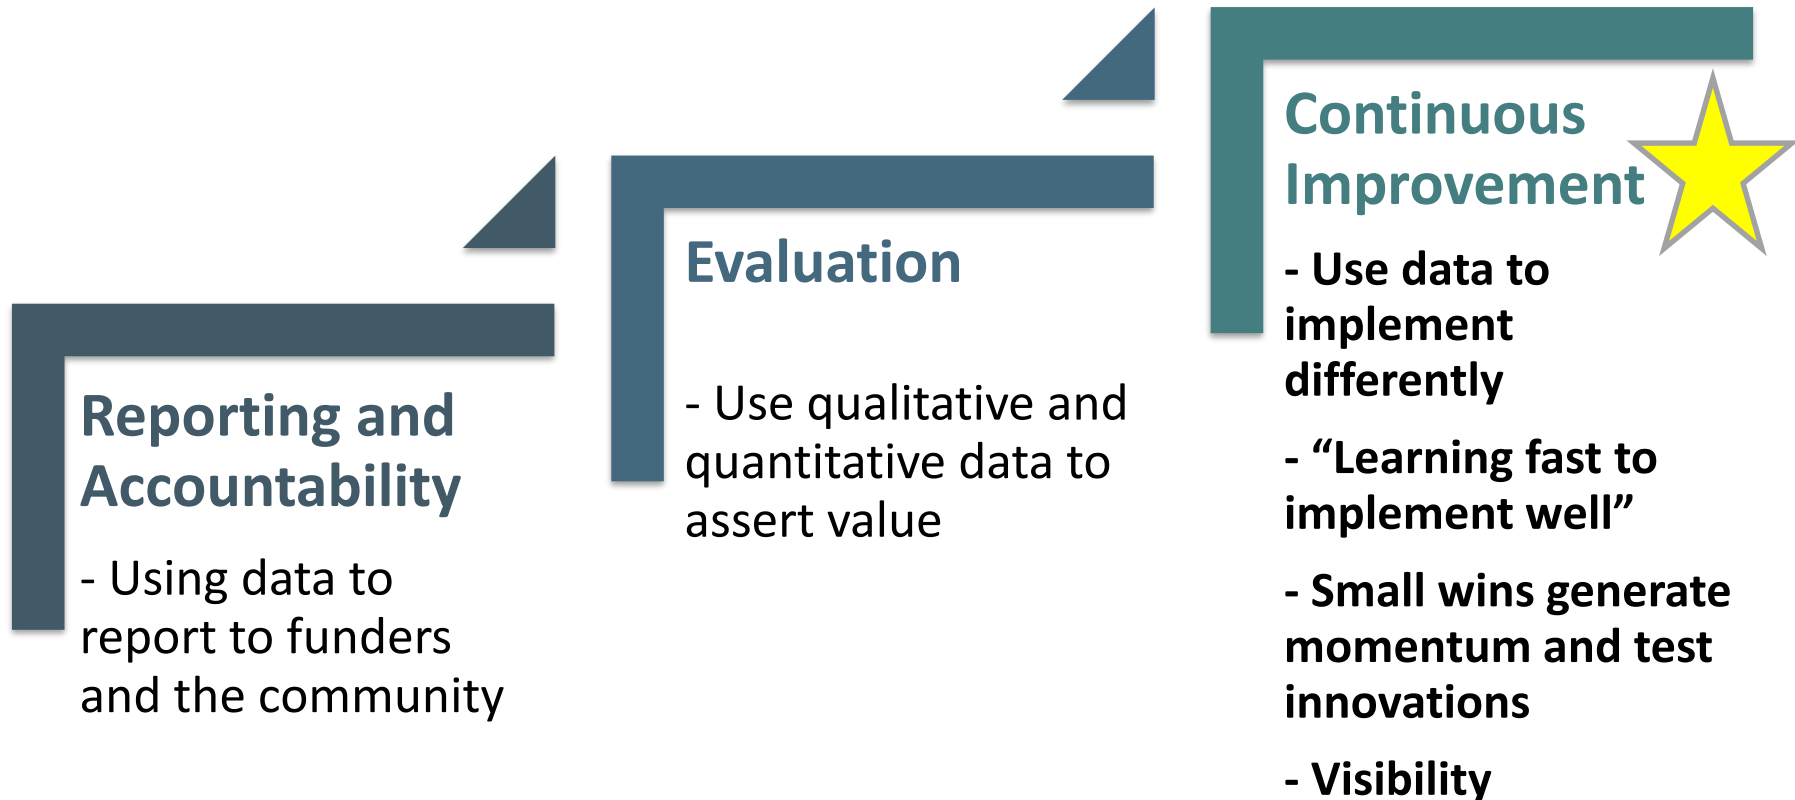 Reporting and
Accountability
- Using data to
report to funders
and the community
Evaluation
- Use qualitative and
quantitative data to
assert value
Continuous
Improvement
- Use data to
implement
differently
- “Learning fast to
implement well”
- Small wins generate
momentum and test
innovations
- Visibility